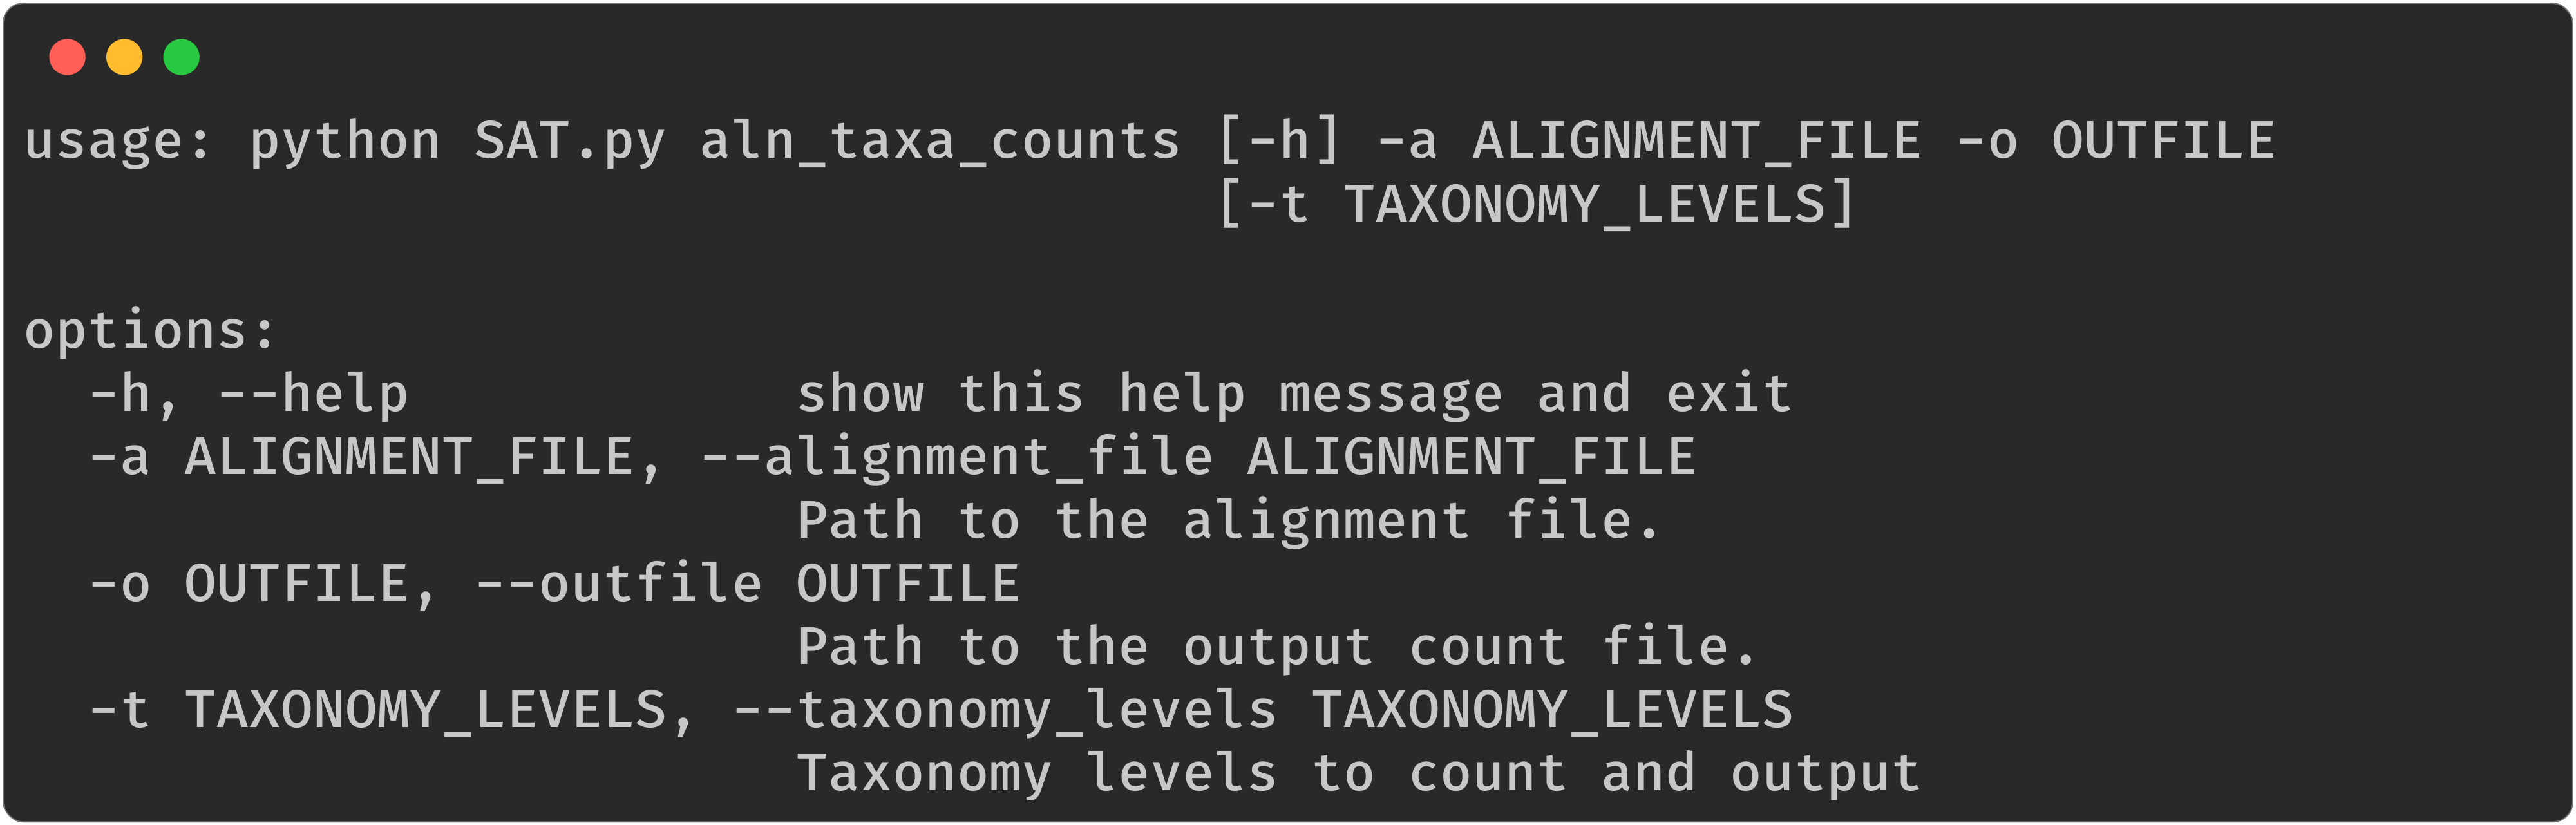 usage: python SAT.py aln_taxa_counts [-h] -a ALIGNMENT_FILE -o OUTFILE
[-t TAXONOMY_LEVELS]
options:
-h, --help show this help message and exit
-a ALIGNMENT_FILE, --alignment_file ALIGNMENT_FILE
Path to the alignment file.
-o OUTFILE, --outfile OUTFILE
Path to the output count file.
-t TAXONOMY_LEVELS, --taxonomy_levels TAXONOMY_LEVELS
Taxonomy levels to count and output